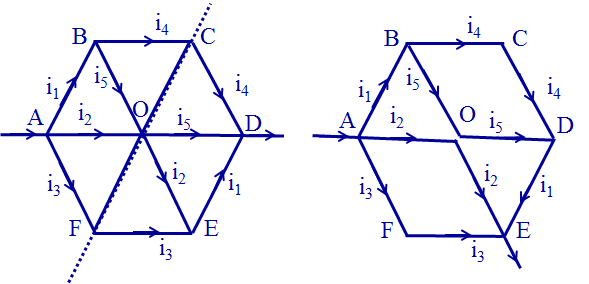 B i₄ C
i₁ i₅ i₄
A i₂ O i₅ D
i₃ i₂ i₁
F i₃ E
B i₄ C
i₁ i₅ i₄
A i₂ O i₅ D
i₃ i₂ i₁
F i₃ E